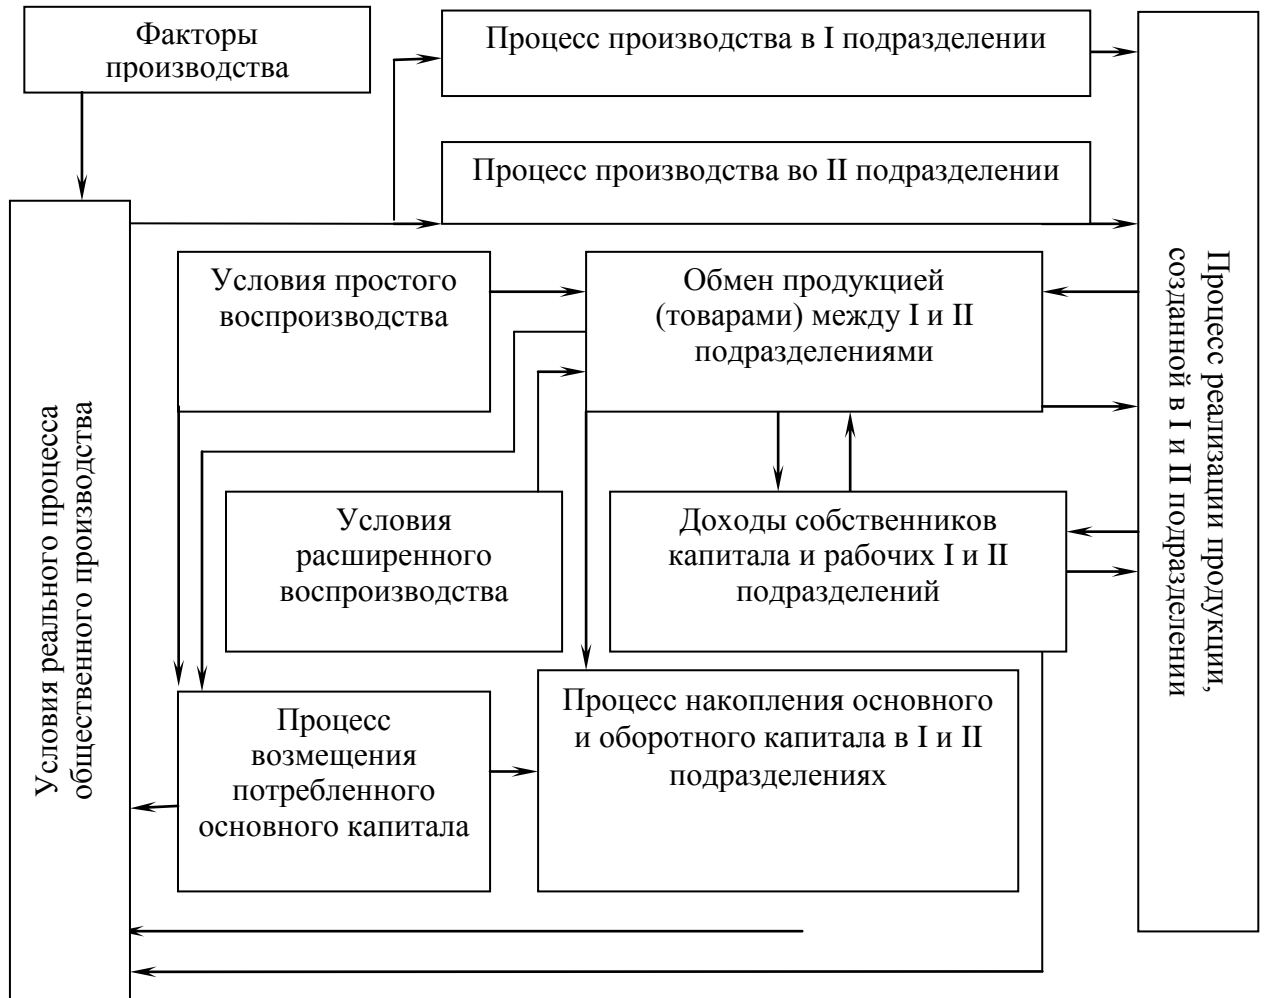 Факторы
производства
Процесс производства в I подразделении
Процесс производства во II подразделении
Условия реального процесса
общественного производства
Условия простого
воспроизводства
Обмен продукцией
(товарами) между I и II
подразделениями
Процесс реализации продукции,
созданной в I и II подразделении
Условия
расширенного
воспроизводства
Доходы собственников
капитала и рабочих I и II
подразделений
Процесс
возмещения
потребленного
основного капитала
Процесс накопления основного
и оборотного капитала в I и II
подразделениях